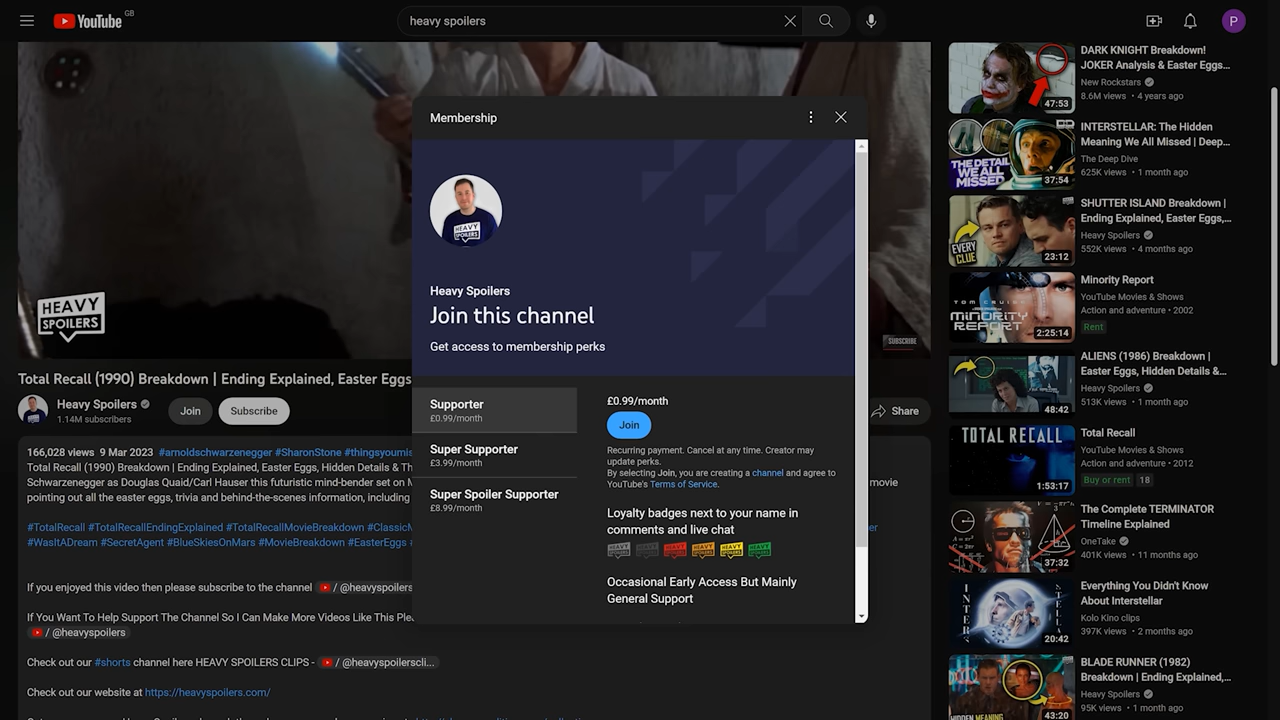 YouTube GB
heavy spoilers
P
HEAVY
SPOILERS
SUBSCRIBE
Total Recall (1990) Breakdown | Ending Explained, Easter Eggs
Heavy Spoilers
1.14M subscribers
Join
Subscribe
Share
166,028 views 9 Mar 2023 #arnoldschwarzenegger #SharonStone #thingsyoumis
Total Recall (1990) Breakdown | Ending Explained, Easter Eggs, Hidden Details & Th
Schwarzenegger as Douglas Quaid/Carl Hauser this futuristic mind-bender set on M
movie
pointing out all the easter eggs, trivia and behind-the-scenes information, including
#TotalRecall #TotalRecallEndingExplained #TotalRecallMovieBreakdown #ClassicM
#WasItADream #SecretAgent #BlueSkiesOnMars #MovieBreakdown #EasterEggs #
If you enjoyed this video then please subscribe to the channel / @heavyspoilers
If You Want To Help Support The Channel So I Can Make More Videos Like This Ple
/ @heavyspoilers
Check out our #shorts channel here HEAVY SPOILERS CLIPS - / @heavyspoilerscli...
Check out our website at https://heavyspoilers.com/
Membership
HEAVY
SPOILERS
Heavy Spoilers
Join this channel
Get access to membership perks
Supporter
£0.99/month
Super Supporter
£3.99/month
Super Spoiler Supporter
£8.99/month
£0.99/month
Join
Recurring payment. Cancel at any time. Creator may
update perks.
By selecting Join, you are creating a channel and agree to
YouTube's Terms of Service.
Loyalty badges next to your name in
comments and live chat
Occasional Early Access But Mainly
General Support
47:53
DARK KNIGHT Breakdown!
JOKER Analysis & Easter Eggs...
New Rockstars
8.6M views • 4 years ago
THE DETAIL
WE ALL
MISSED
37:54
INTERSTELLAR: The Hidden
Meaning We All Missed | Deep...
The Deep Dive
625K views • 1 month ago
EVERY
CLUE
23:12
SHUTTER ISLAND Breakdown |
Ending Explained, Easter Eggs,...
Heavy Spoilers
552K views • 4 months ago
TOM CRUISE
MINORITY
REPORT
2:25:14
Minority Report
YouTube Movies & Shows
Action and adventure • 2002
Rent
48:42
ALIENS (1986) Breakdown |
Easter Eggs, Hidden Details &...
Heavy Spoilers
513K views • 1 month ago
TOTAL RECALL
1:53:17
Total Recall
YouTube Movies & Shows
Action and adventure • 2012
Buy or rent 18
37:32
The Complete TERMINATOR
Timeline Explained
OneTake
401K views • 11 months ago
INTER
STELLAR
20:42
Everything You Didn't Know
About Interstellar
Kolo Kino clips
397K views • 2 months ago
HIDDEN MEANING
43:20
BLADE RUNNER (1982)
Breakdown | Ending Explained,...
Heavy Spoilers
95K views • 1 month ago